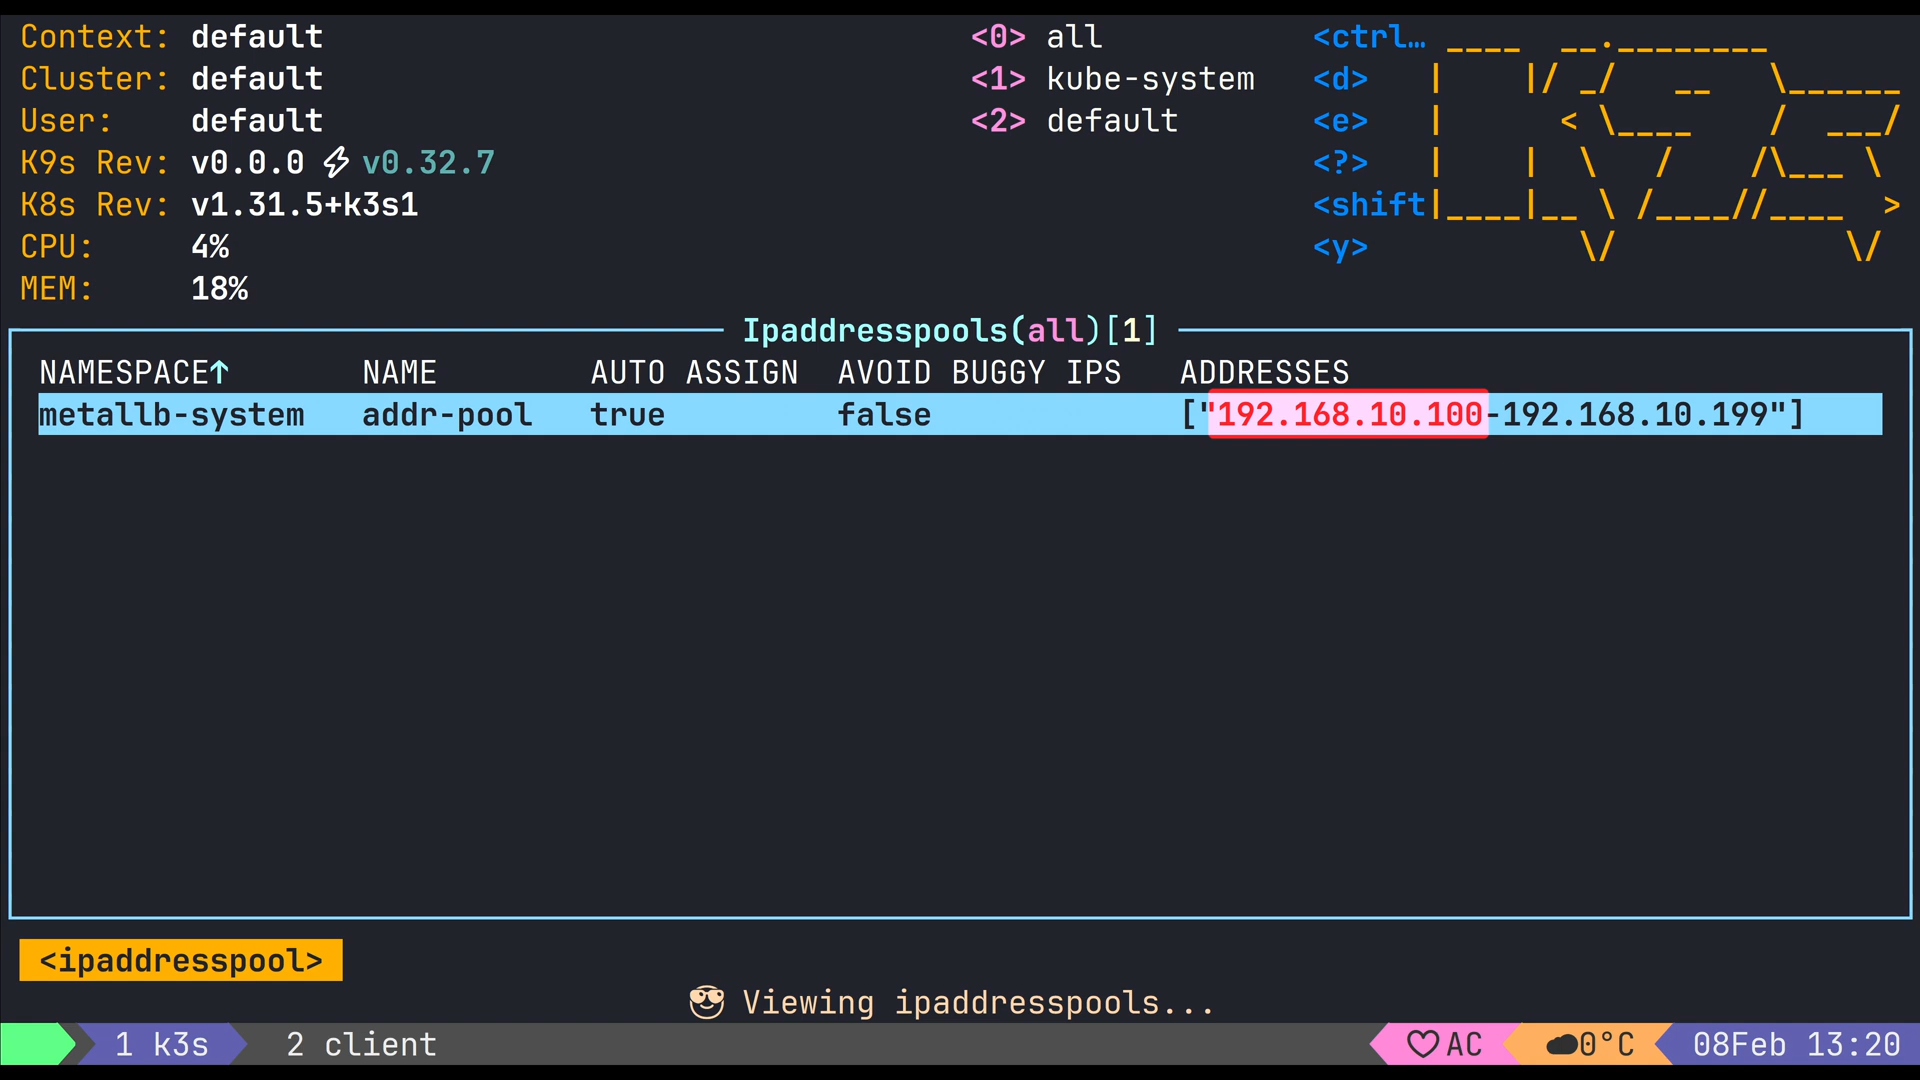 Context: default <0> all <ctrl…
Cluster: default <1> kube-system <d>
User: default <2> default <e>
K9s Rev: v0.0.0 ⚡ v0.32.7 <?>
K8s Rev: v1.31.5+k3s1 <shift
CPU: 4% <y>
MEM: 18%
Ipaddresspools(all)[1]
NAMESPACE↑ NAME AUTO ASSIGN AVOID BUGGY IPS ADDRESSES
metallb-system addr-pool true false ["192.168.10.100-192.168.10.199"]
<ipaddresspool>
😎 Viewing ipaddresspools...
1 k3s 2 client ♡ AC ☁0°C 08Feb 13:20